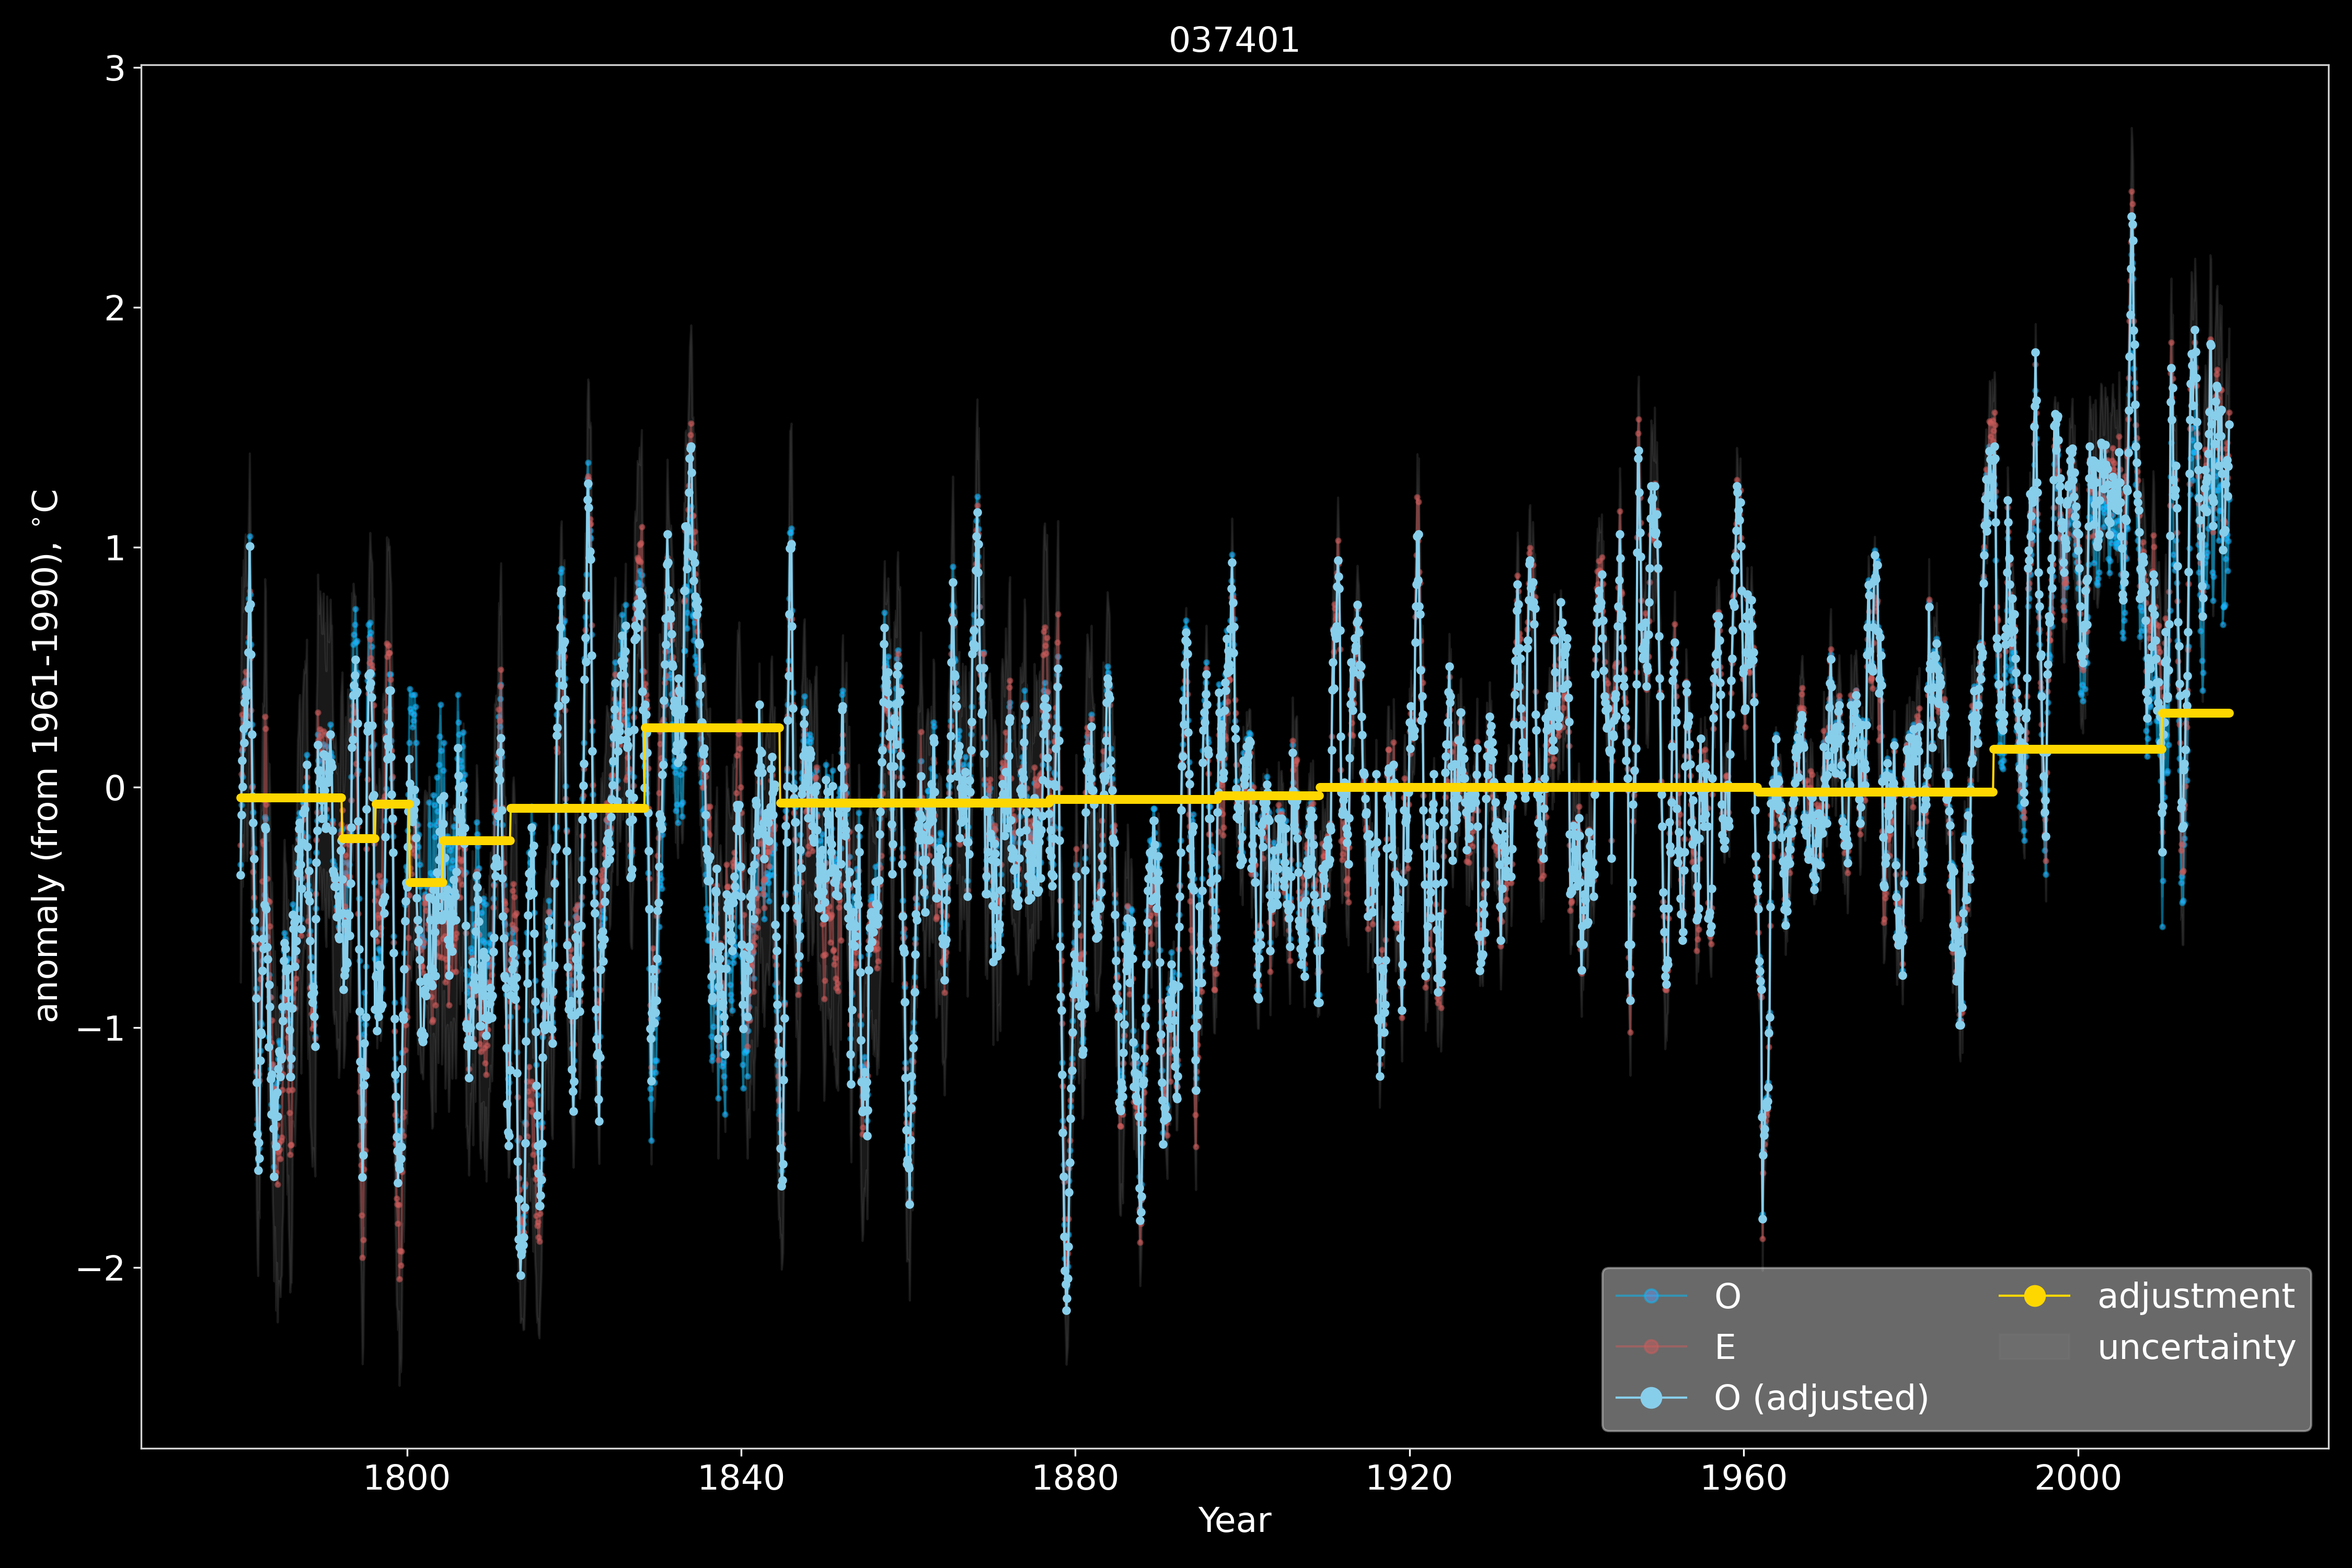 037401
3
2
1
0
−1
−2
anomaly (from 1961-1990), °C
1800 1840 1880 1920 1960 2000
Year
O
E
O (adjusted)
adjustment
uncertainty